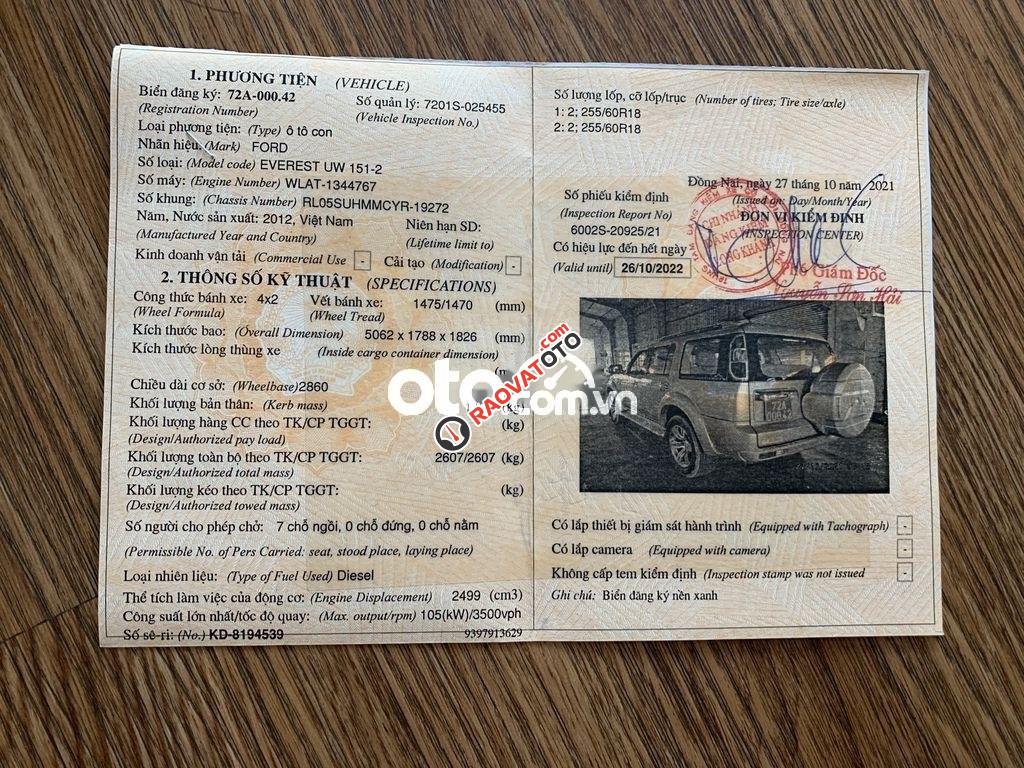 1. PHƯƠNG TIỆN (VEHICLE)
Biển đăng ký: 72A-000.42
(Registration Number)
Số quản lý: 7201S-025455
(Vehicle Inspection No.)
Loại phương tiện: (Type) ô tô con
Nhãn hiệu: (Mark) FORD
Số loại: (Model code) EVEREST UW 151-2
Số máy: (Engine Number) WLAT-1344767
Số khung: (Chassis Number) RL05SUHMMCYR-19272
Năm, Nước sản xuất: 2012, Việt Nam
Niên hạn SD:
(Manufactured Year and Country)
(Lifetime limit to)
Kinh doanh vận tải (Commercial Use - Cải tạo (Modification) -
2. THÔNG SỐ KỸ THUẬT (SPECIFICATIONS)
Công thức bánh xe: 4x2 Vết bánh xe: 1475/1470 (mm)
(Wheel Formula) (Wheel Tread)
Kích thước bao: (Overall Dimension) 5062 x 1788 x 1826 (mm)
Kích thước lòng thùng xe (Inside cargo container dimension)
Chiều dài cơ sở: (Wheelbase) 2860
Khối lượng bản thân: (Kerb mass) (kg)
Khối lượng hàng CC theo TK/CP TGGT: (kg)
(Design/Authorized pay load)
Khối lượng toàn bộ theo TK/CP TGGT: 2607/2607 (kg)
(Design/Authorized total mass)
Khối lượng kéo theo TK/CP TGGT: (kg)
(Design/Authorized towed mass)
Số người cho phép chở: 7 chỗ ngồi, 0 chỗ đứng, 0 chỗ nằm
(Permissible No. of Pers Carried: seat, stood place, laying place)
Loại nhiên liệu: (Type of Fuel Used) Diesel
Thể tích làm việc của động cơ: (Engine Displacement) 2499 (cm3)
Công suất lớn nhất/tốc độ quay: (Max. output/rpm) 105(kW)/3500vph
Số sê-ri: (No.) KD-8194539 9397913629
Số lượng lốp, cỡ lốp/trục (Number of tires; Tire size/axle)
1: 2; 255/60R18
2: 2; 255/60R18
Đồng Nai, ngày 27 tháng 10 năm 2021
(Issued on: Day/Month/Year)
Số phiếu kiểm định
(Inspection Report No)
6002S-20925/21
ĐƠN VỊ KIỂM ĐỊNH
(INSPECTION CENTER)
Có hiệu lực đến hết ngày
(Valid until) 26/10/2022
Phó Giám Đốc
Nguyễn Sơn Hải
72A
000.42
Có lắp thiết bị giám sát hành trình (Equipped with Tachograph) -
Có lắp camera (Equipped with camera) -
Không cấp tem kiểm định (Inspection stamp was not issued -
Ghi chú: Biển đăng ký nền xanh
oto.com.vn
RAOVATOTO.com